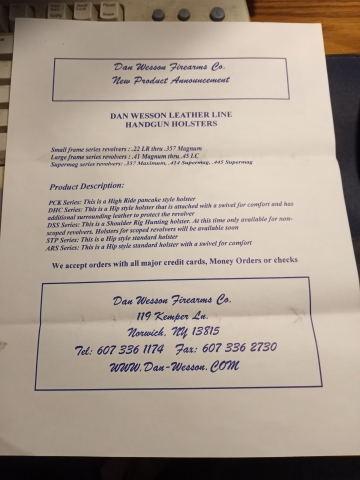 Dan Wesson Firearms Co.
New Product Announcement
DAN WESSON LEATHER LINE
HANDGUN HOLSTERS
Small frame series revolvers : .22 LR thru .357 Magnum
Large frame series revolvers : .41 Magnum thru .45 LC
Supermag series revolvers: .357 Maximum, .414 Supermag, .445 Supermag
Product Description:
PCK Series: This is a High Ride pancake style holster
DHC Series: This is a Hip style holster that is attached with a swivel for comfort and has
additional surrounding leather to protect the revolver
DSS Series: This is a Shoulder Rig Hunting holster. At this time only available for non-
scoped revolvers. Holsters for scoped revolvers will be available soon
STP Series: This is a Hip style standard holster
ARS Series: This is a Hip style standard holster with a swivel for comfort
We accept orders with all major credit cards, Money Orders or checks
Dan Wesson Firearms Co.
119 Kemper Ln.
Norwich, NY 13815
Tel: 607 336 1174 Fax: 607 336 2730
WWW.Dan-Wesson.COM